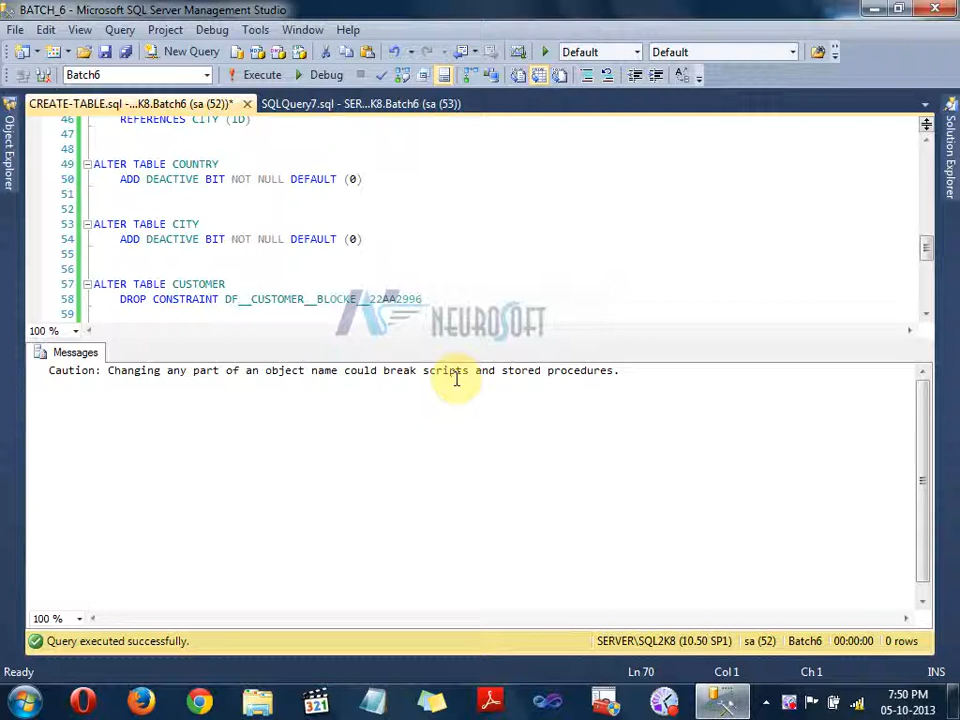 BATCH_6 - Microsoft SQL Server Management Studio
File Edit View Query Project Debug Tools Window Help
New Query Default Default
Batch6 Execute Debug
CREATE-TABLE.sql -...K8.Batch6 (sa (52))* SQLQuery7.sql - SER...K8.Batch6 (sa (53))
Object Explorer
Solution Explorer
46 REFERENCES CITY (ID)
47
48
49 ALTER TABLE COUNTRY
50 ADD DEACTIVE BIT NOT NULL DEFAULT (0)
51
52
53 ALTER TABLE CITY
54 ADD DEACTIVE BIT NOT NULL DEFAULT (0)
55
56
57 ALTER TABLE CUSTOMER
58 DROP CONSTRAINT DF__CUSTOMER__BLOCKE__22AA2996
59
NEUROSOFT
100 %
Messages
Caution: Changing any part of an object name could break scripts and stored procedures.
100 %
Query executed successfully. SERVER\SQL2K8 (10.50 SP1) sa (52) Batch6 00:00:00 0 rows
Ready Ln 70 Col 1 Ch 1 INS
321
7:50 PM
05-10-2013